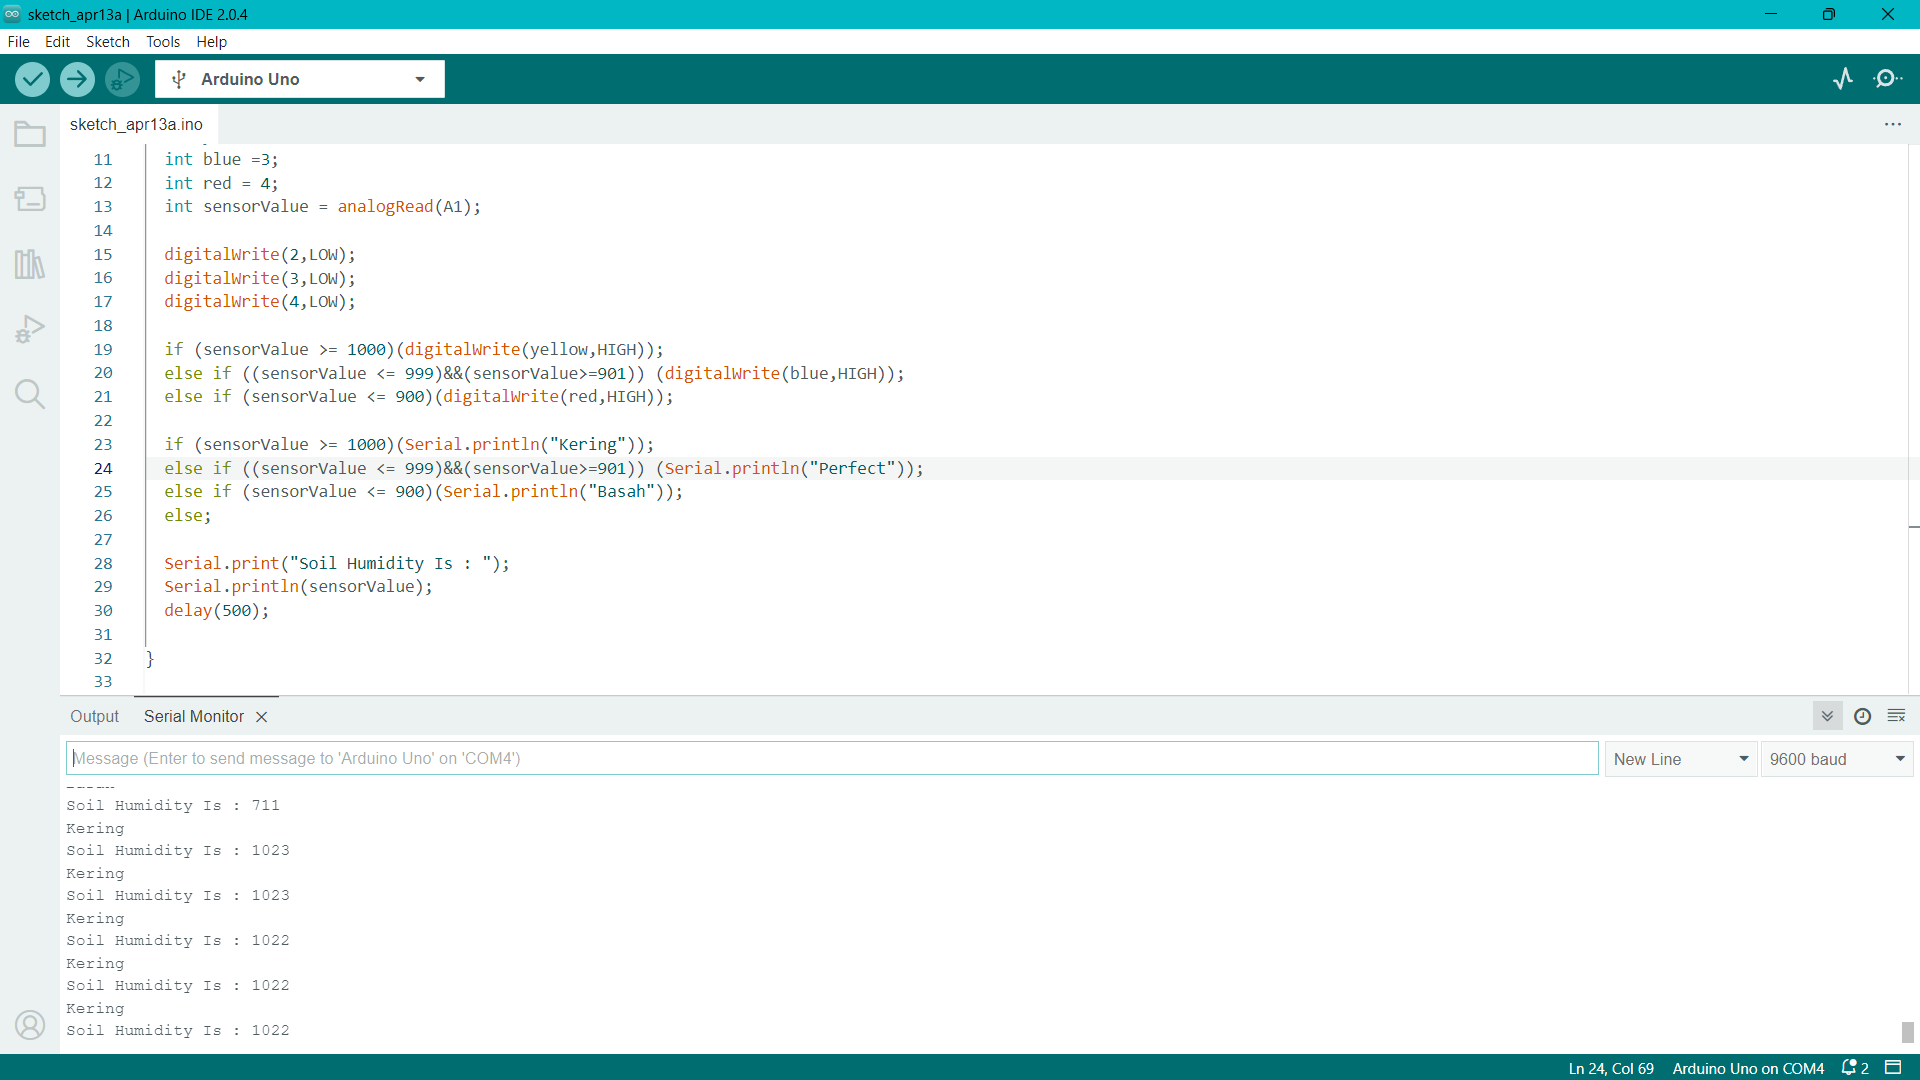 sketch_apr13a | Arduino IDE 2.0.4
File Edit Sketch Tools Help
Arduino Uno
sketch_apr13a.ino
11 int blue =3;
12 int red = 4;
13 int sensorValue = analogRead(A1);
14
15 digitalWrite(2,LOW);
16 digitalWrite(3,LOW);
17 digitalWrite(4,LOW);
18
19 if (sensorValue >= 1000)(digitalWrite(yellow,HIGH));
20 else if ((sensorValue <= 999)&&(sensorValue>=901)) (digitalWrite(blue,HIGH));
21 else if (sensorValue <= 900)(digitalWrite(red,HIGH));
22
23 if (sensorValue >= 1000)(Serial.println("Kering"));
24 else if ((sensorValue <= 999)&&(sensorValue>=901)) (Serial.println("Perfect"));
25 else if (sensorValue <= 900)(Serial.println("Basah"));
26 else;
27
28 Serial.print("Soil Humidity Is : ");
29 Serial.println(sensorValue);
30 delay(500);
31
32 }
33
Output Serial Monitor
Message (Enter to send message to 'Arduino Uno' on 'COM4') New Line 9600 baud
Soil Humidity Is : 711
Kering
Soil Humidity Is : 1023
Kering
Soil Humidity Is : 1023
Kering
Soil Humidity Is : 1022
Kering
Soil Humidity Is : 1022
Kering
Soil Humidity Is : 1022
Ln 24, Col 69 Arduino Uno on COM4 2